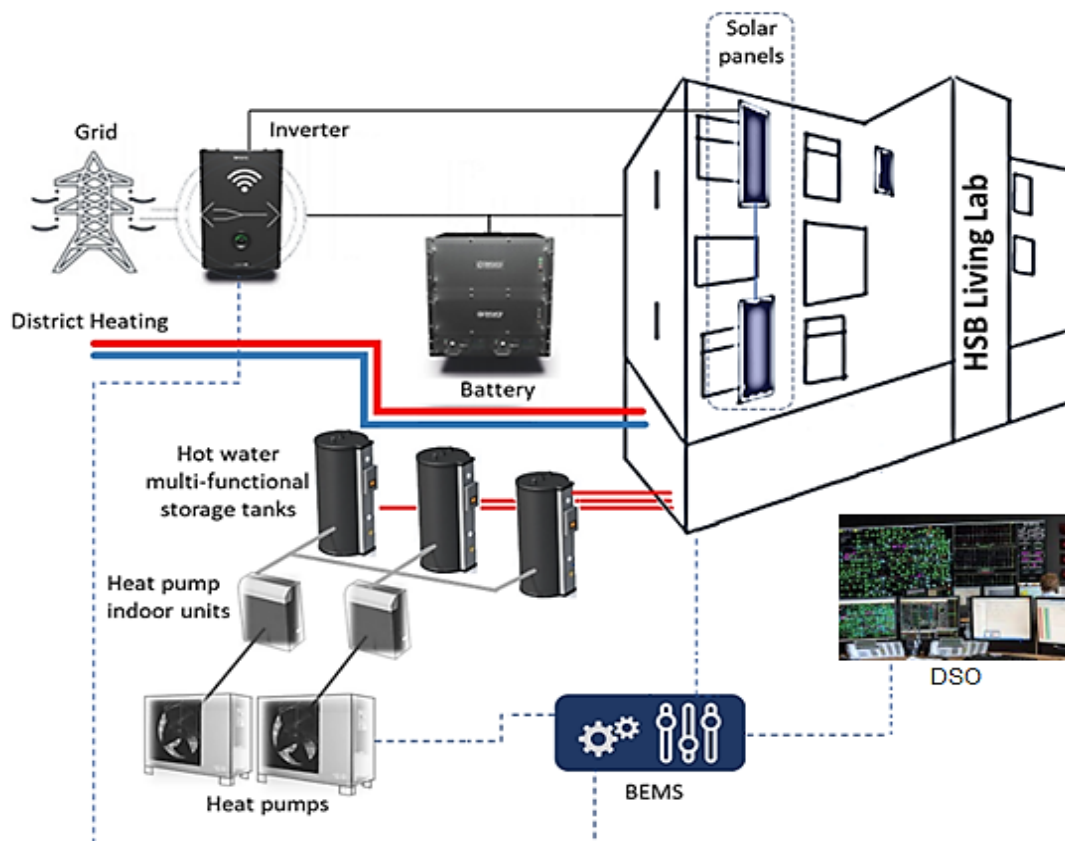 Solar
panels
Grid
Inverter
District Heating
Battery
HSB Living Lab
Hot water
multi-functional
storage tanks
Heat pump
indoor units
DSO
Heat pumps
BEMS